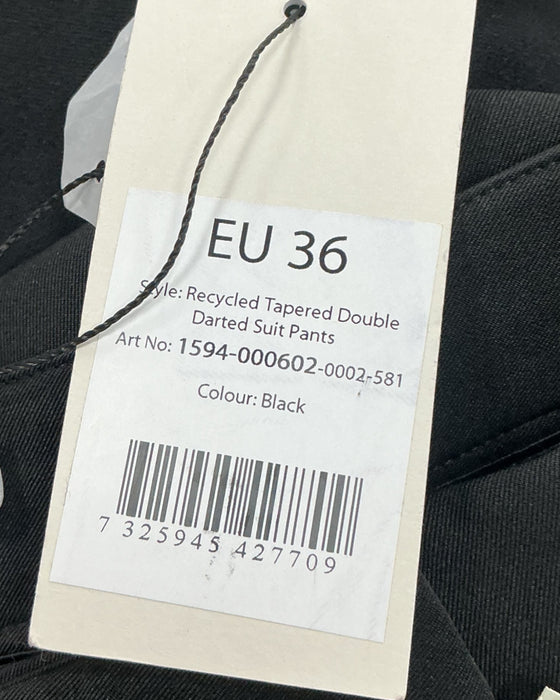 EU 36
Style: Recycled Tapered Double
Darted Suit Pants
Art No: 1594-000602-0002-581
Colour: Black
7 325945 427709